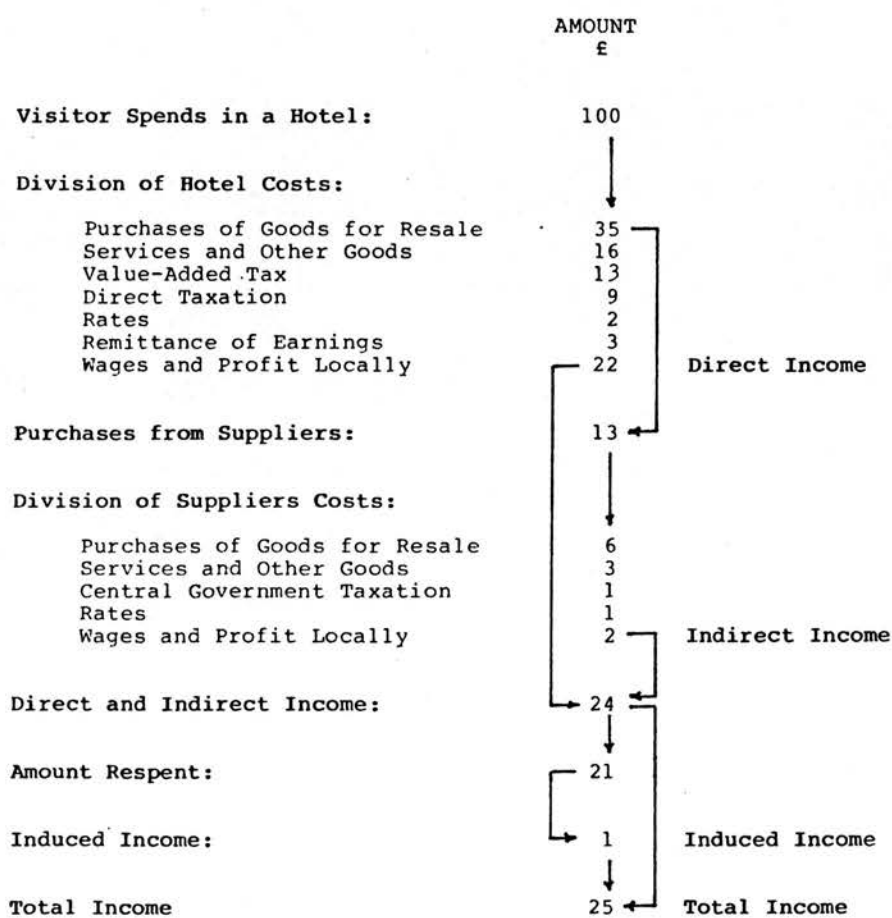 AMOUNT
£
Visitor Spends in a Hotel: 100
Division of Hotel Costs:
Purchases of Goods for Resale 35
Services and Other Goods 16
Value-Added Tax 13
Direct Taxation 9
Rates 2
Remittance of Earnings 3
Wages and Profit Locally 22 Direct Income
Purchases from Suppliers: 13
Division of Suppliers Costs:
Purchases of Goods for Resale 6
Services and Other Goods 3
Central Government Taxation 1
Rates 1
Wages and Profit Locally 2 Indirect Income
Direct and Indirect Income: 24
Amount Respent: 21
Induced Income: 1 Induced Income
Total Income 25 Total Income